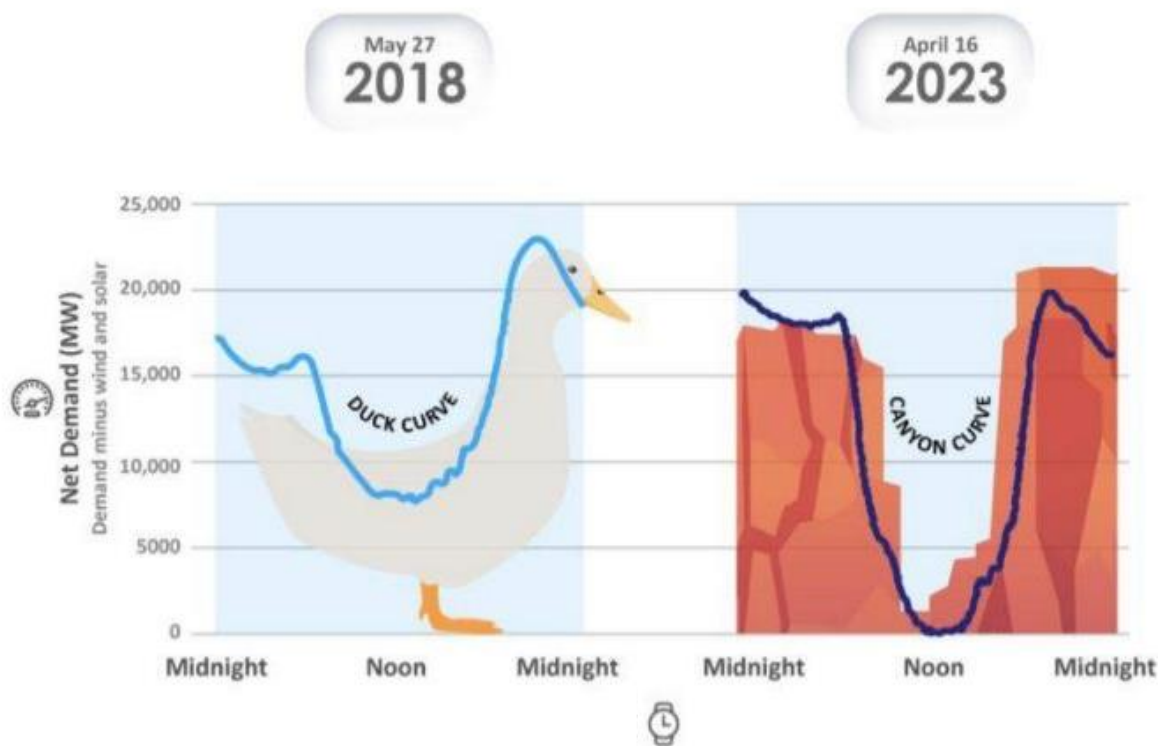 May 27
2018
April 16
2023
Net Demand (MW)
Demand minus wind and solar
25,000
20,000
15,000
10,000
5000
0
DUCK CURVE
CANYON CURVE
Midnight
Noon
Midnight
Midnight
Noon
Midnight